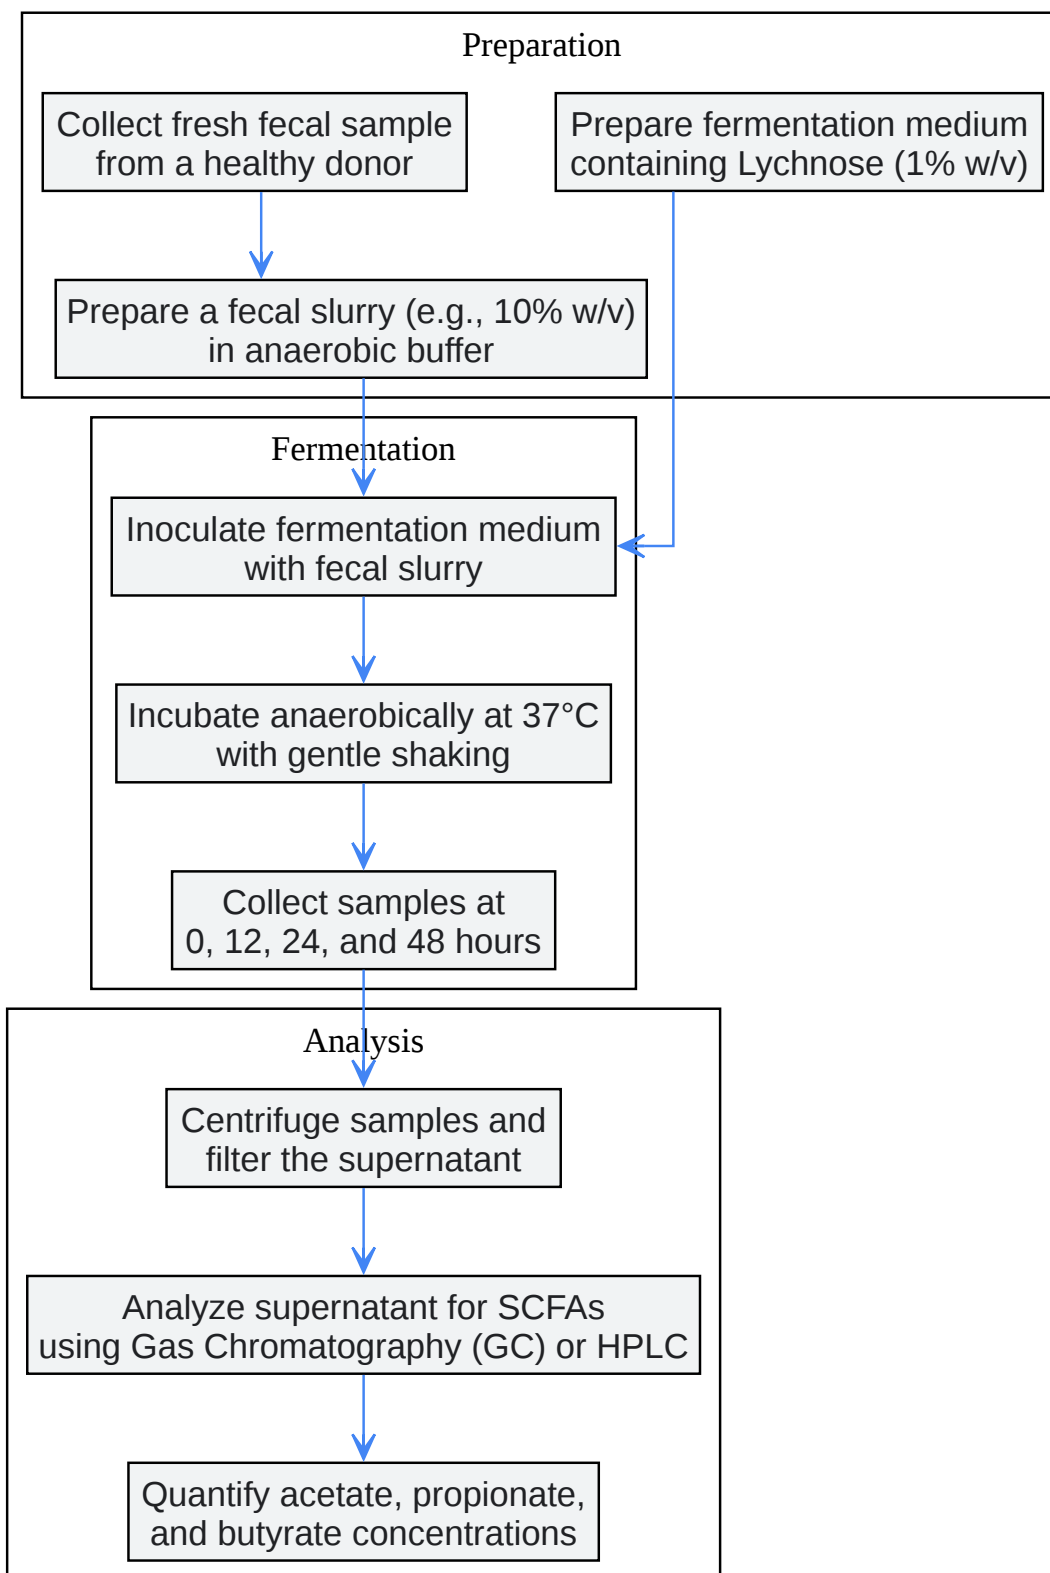 Preparation
Collect fresh fecal sample
from a healthy donor
Prepare fermentation medium
containing Lychnose (1% w/v)
Prepare a fecal slurry (e.g., 10% w/v)
in anaerobic buffer
Fermentation
Inoculate fermentation medium
with fecal slurry
Incubate anaerobically at 37°C
with gentle shaking
Collect samples at
0, 12, 24, and 48 hours
Analysis
Centrifuge samples and
filter the supernatant
Analyze supernatant for SCFAs
using Gas Chromatography (GC) or HPLC
Quantify acetate, propionate,
and butyrate concentrations